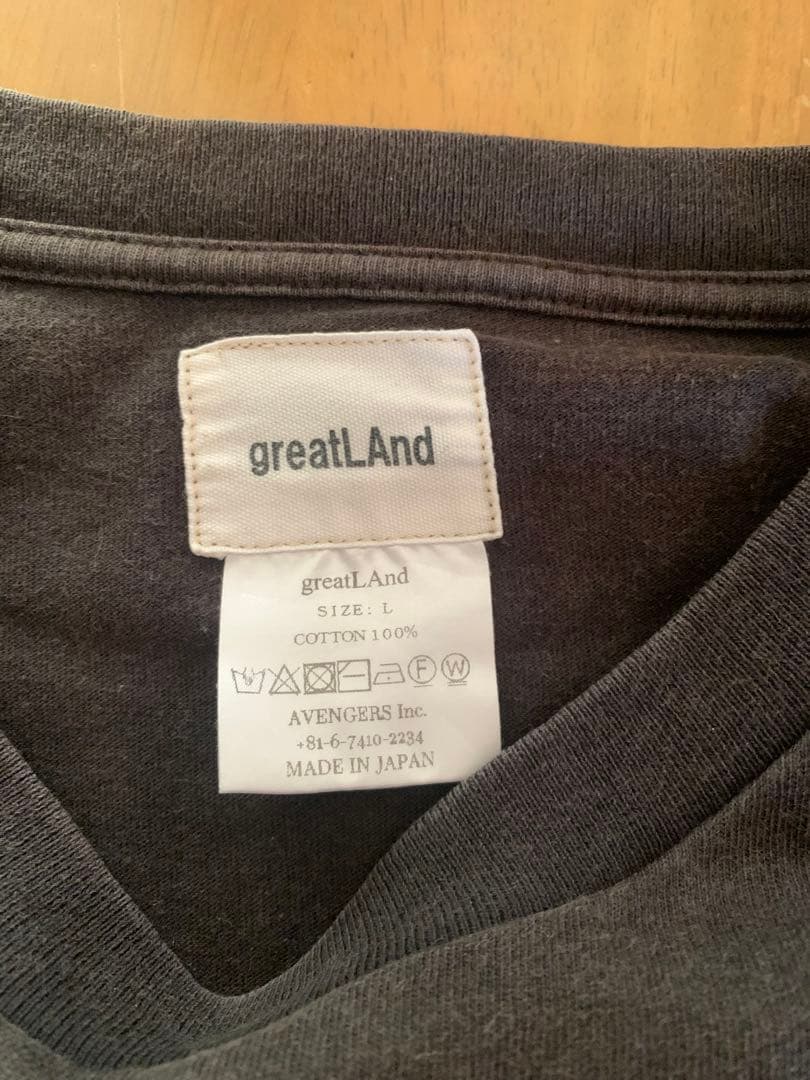 greatLAnd
greatLAnd
SIZE: L
COTTON 100%
F W
AVENGERS Inc.
+81-6-7410-2234
MADE IN JAPAN